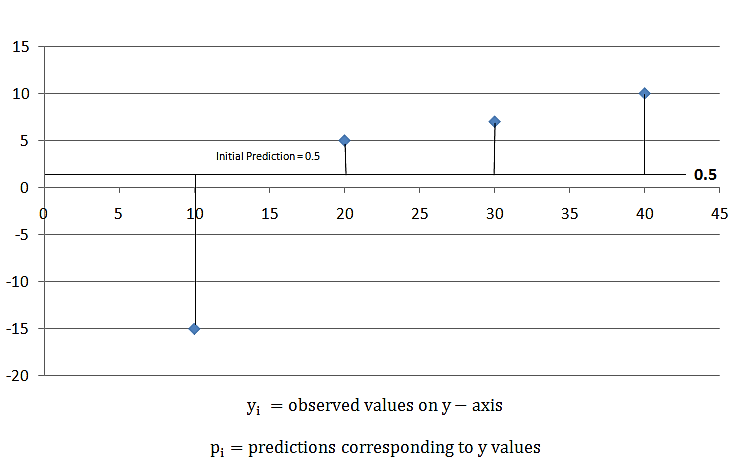 15
10
5
Initial Prediction = 0.5
0.5
0
0 5 10 15 20 25 30 35 40 45
-5
-10
-15
-20
yᵢ = observed values on y − axis
pᵢ = predictions corresponding to y values